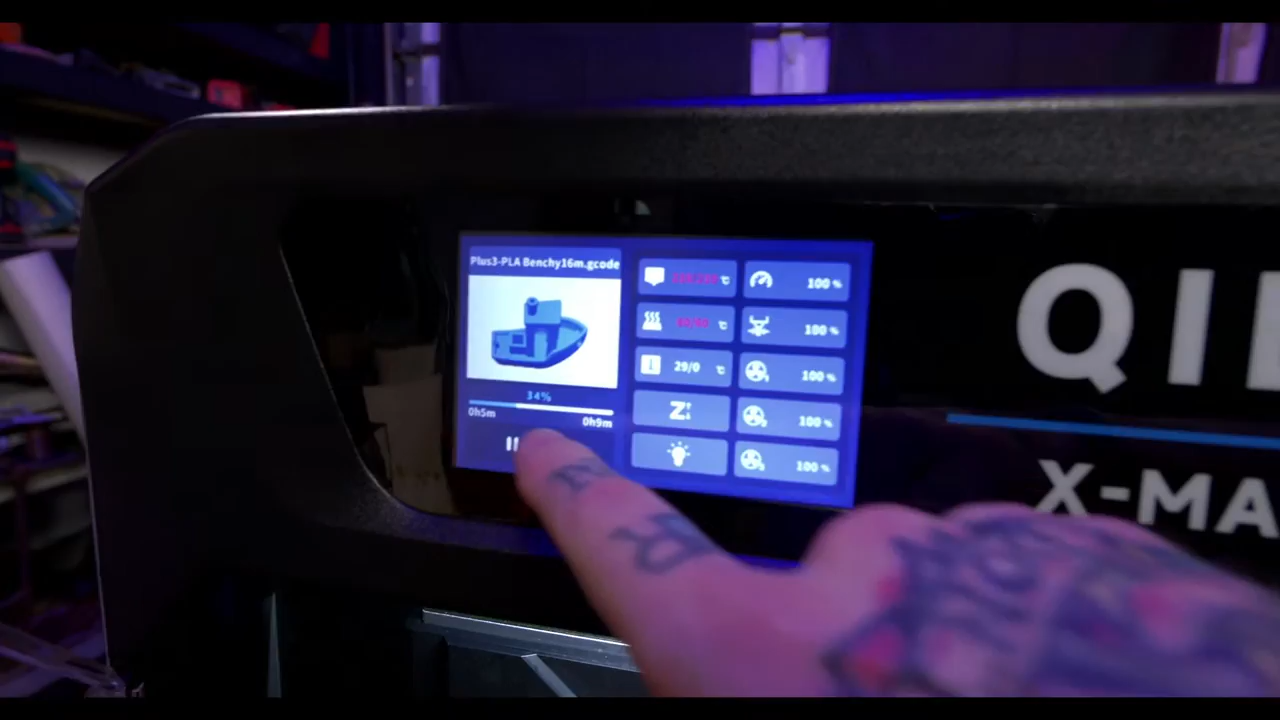 Plus3-PLA Benchy16m.gcode
34%
0h5m
0h9m
℃
100 %
℃
100 %
29/0 ℃
100 %
Z
100 %
100 %
QI
X-MA